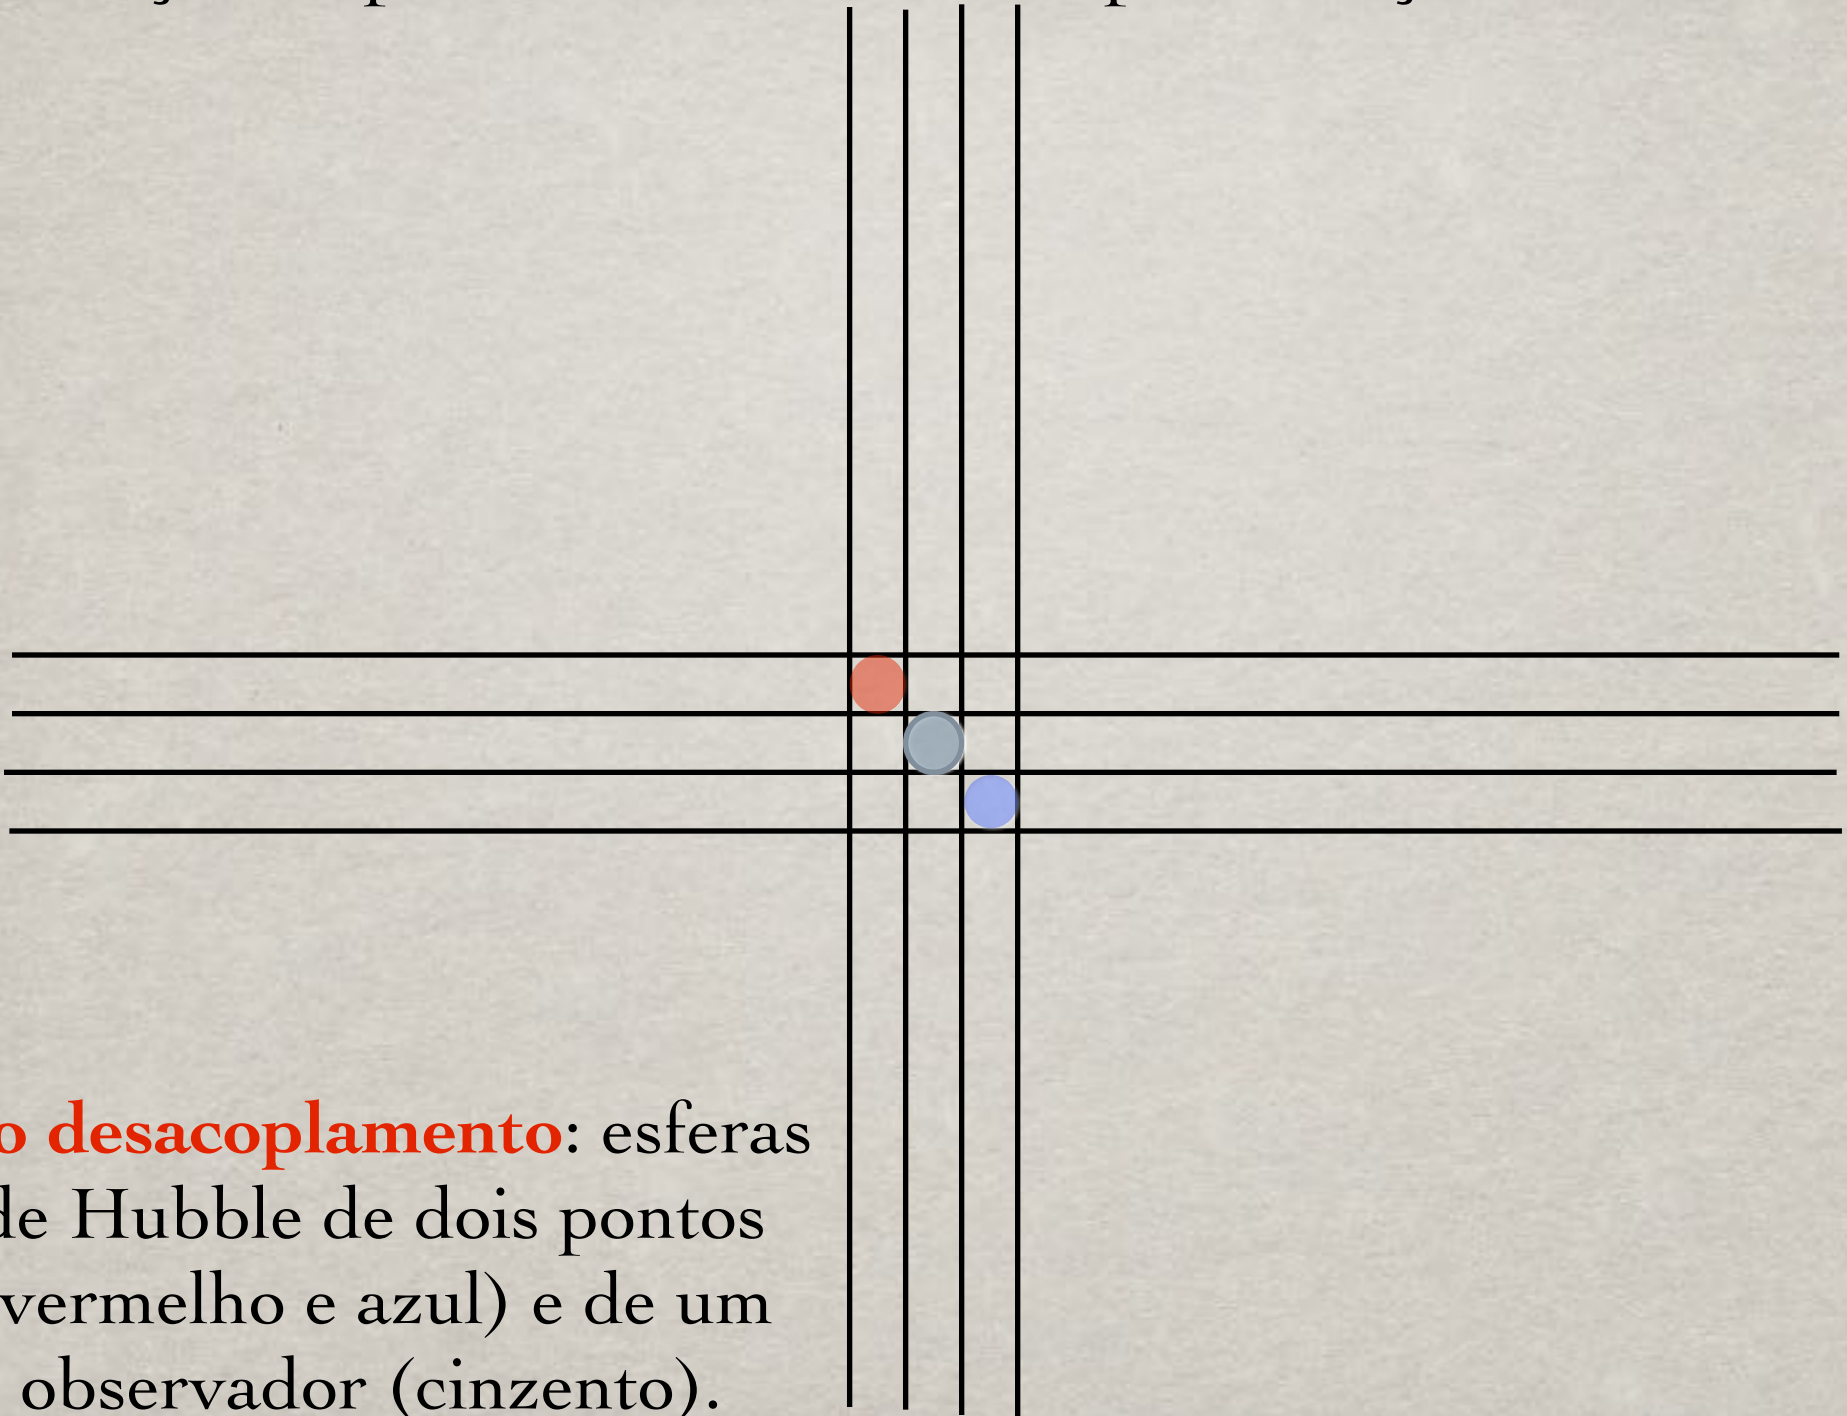 o desacoplamento: esferas
de Hubble de dois pontos
vermelho e azul) e de um
observador (cinzento).